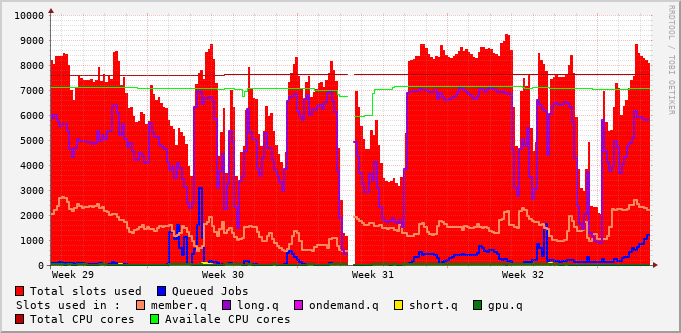 10000
9000
8000
7000
6000
5000
4000
3000
2000
1000
0
Week 29 Week 30 Week 31 Week 32
RRDTOOL / TOBI OETIKER
Total slots used Queued Jobs
Slots used in : member.q long.q ondemand.q short.q gpu.q
Total CPU cores Availale CPU cores